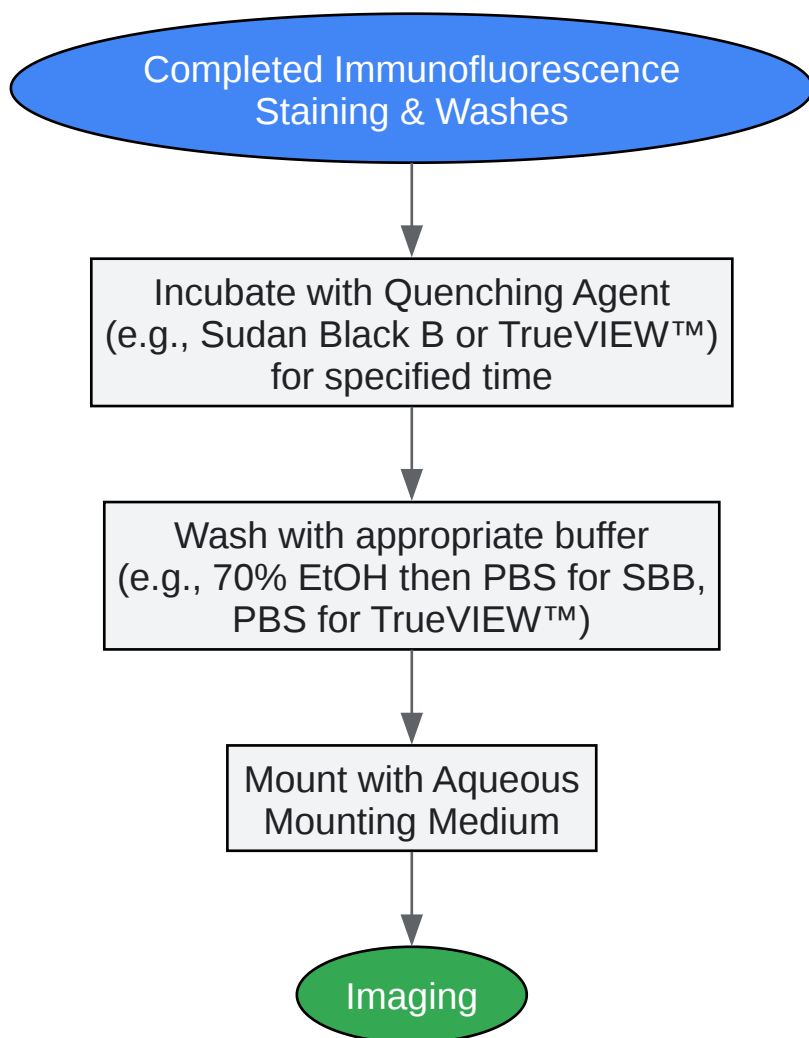 Completed Immunofluorescence
Staining & Washes
Incubate with Quenching Agent
(e.g., Sudan Black B or TrueVIEW™)
for specified time
Wash with appropriate buffer
(e.g., 70% EtOH then PBS for SBB,
PBS for TrueVIEW™)
Mount with Aqueous
Mounting Medium
Imaging